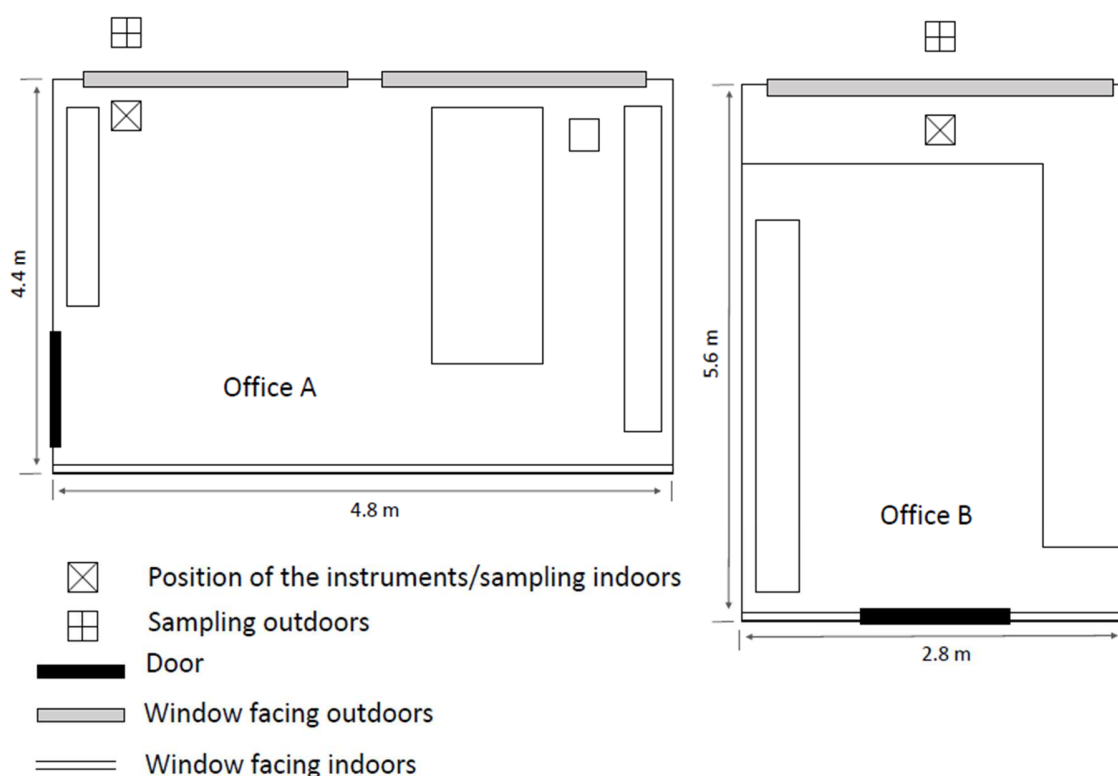 4.4 m
Office A
4.8 m
5.6 m
Office B
2.8 m
Position of the instruments/sampling indoors
Sampling outdoors
Door
Window facing outdoors
Window facing indoors